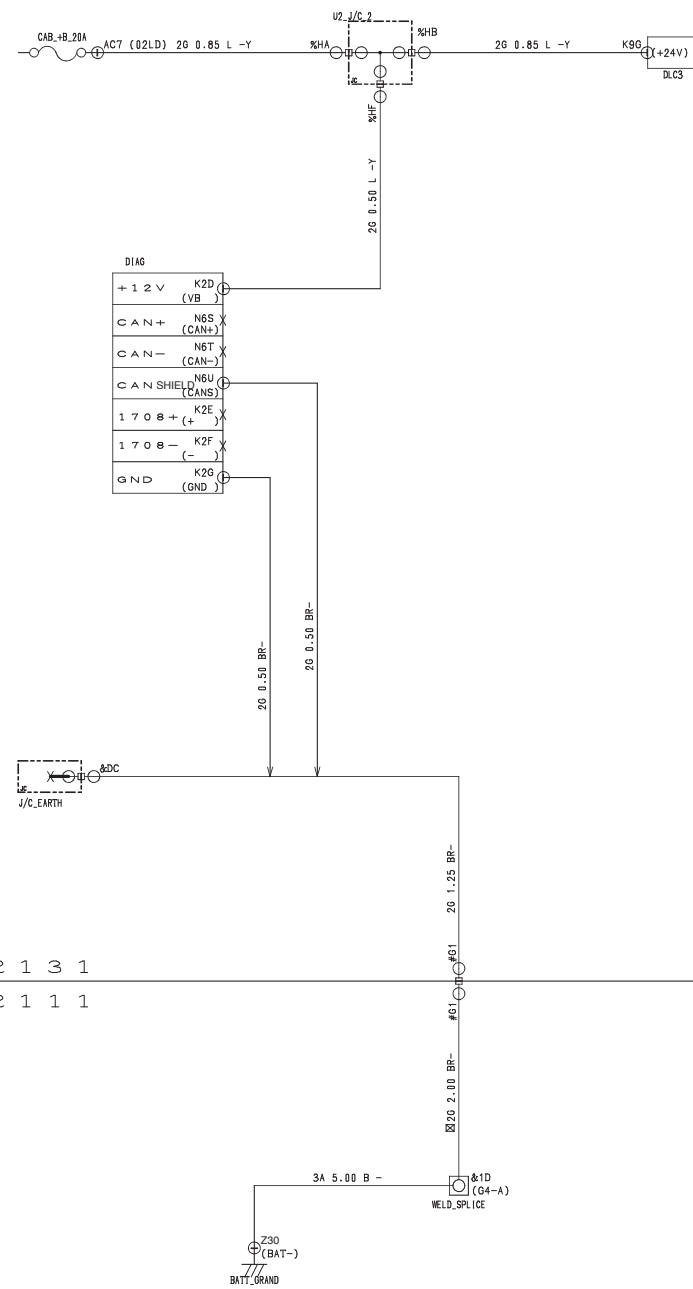 CAB_+B_20A
AC7 (02LD) 2G 0.85 L -Y
%HA
U2_J/C_2
JC
%HB
2G 0.85 L -Y
K9G
(+24V)
DLC3
%HF
2G 0.50 L -Y
DIAG
+12V K2D
(VB )
CAN+ N6S
(CAN+)
CAN- N6T
(CAN-)
CAN SHIELD N6U
(CANS)
1708+ K2E
(+ )
1708- K2F
(- )
GND K2G
(GND )
2G 0.50 BR-
2G 0.50 BR-
&DC
JC
J/C_EARTH
2G 1.25 BR-
#G1
2 1 3 1
2 1 1 1
#G1
2G 2.00 BR-
3A 5.00 B -
&1D
(G4-A)
WELD_SPLICE
Z30
(BAT-)
BATT_GRAND